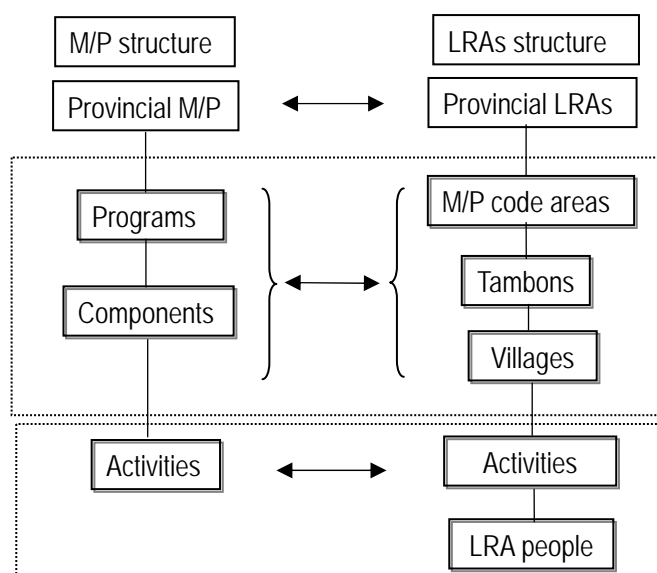 M/P structure
LRAs structure
Provincial M/P
Provincial LRAs
Programs
M/P code areas
Components
Tambons
Villages
Activities
Activities
LRA people